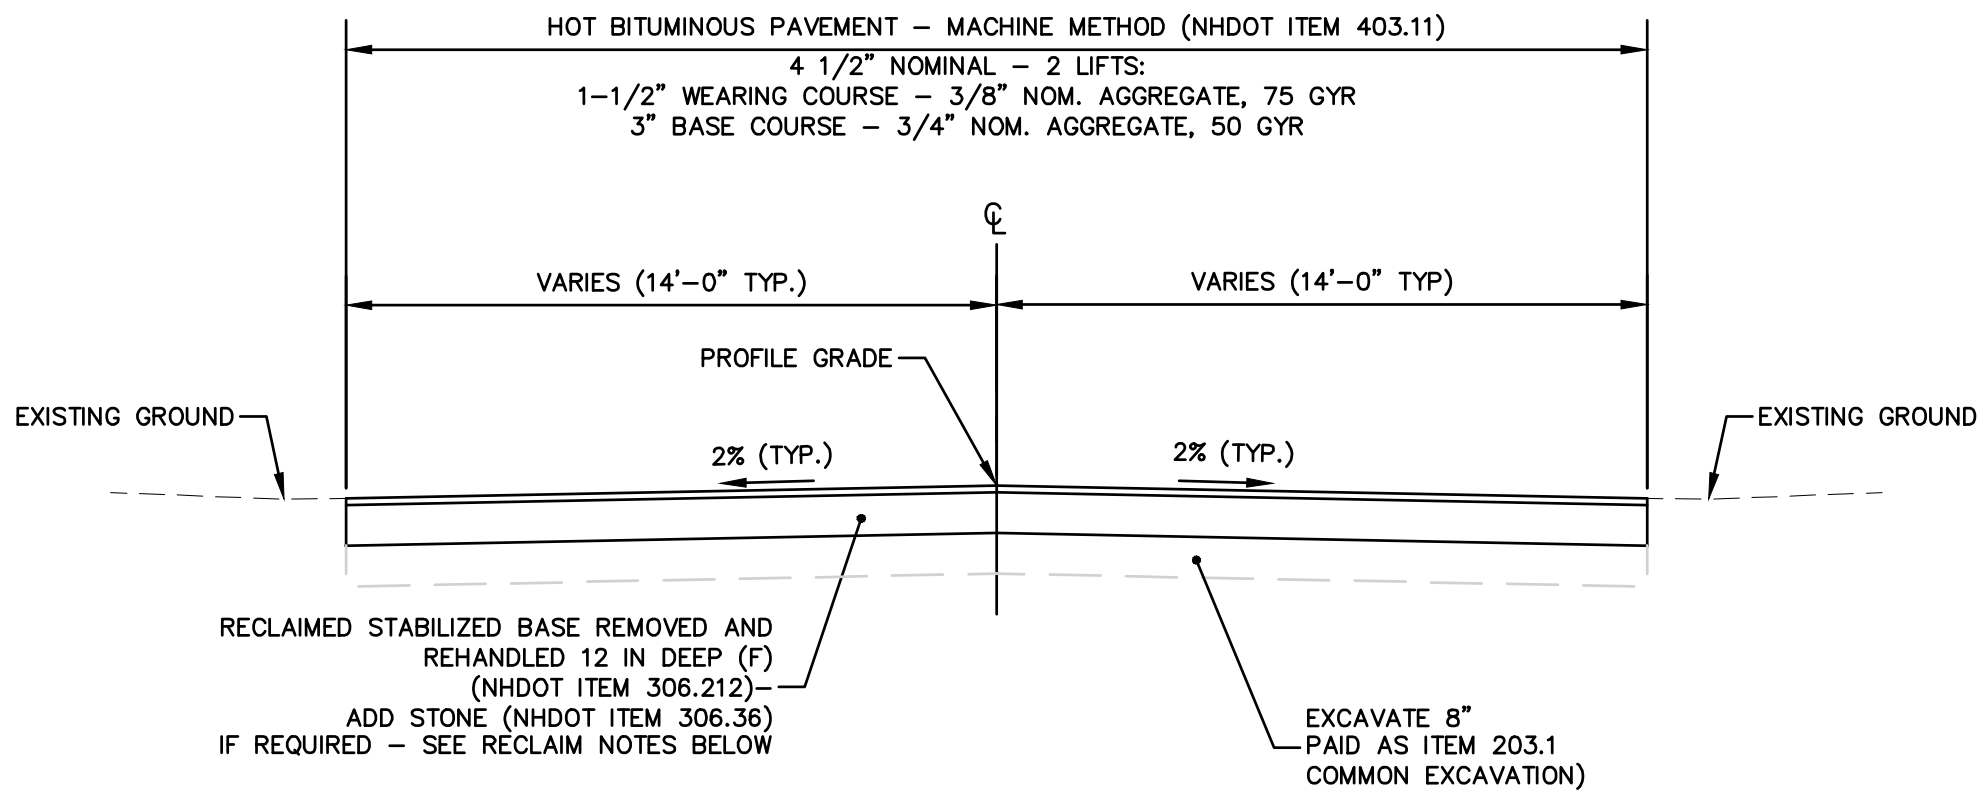 HOT BITUMINOUS PAVEMENT – MACHINE METHOD (NHDOT ITEM 403.11)
4 1/2" NOMINAL – 2 LIFTS:
1–1/2" WEARING COURSE – 3/8" NOM. AGGREGATE, 75 GYR
3" BASE COURSE – 3/4" NOM. AGGREGATE, 50 GYR
℄
VARIES (14'–0" TYP.)
VARIES (14'–0" TYP)
PROFILE GRADE
EXISTING GROUND
EXISTING GROUND
2% (TYP.)
2% (TYP.)
RECLAIMED STABILIZED BASE REMOVED AND
REHANDLED 12 IN DEEP (F)
(NHDOT ITEM 306.212)–
ADD STONE (NHDOT ITEM 306.36)
IF REQUIRED – SEE RECLAIM NOTES BELOW
EXCAVATE 8"
PAID AS ITEM 203.1
COMMON EXCAVATION)